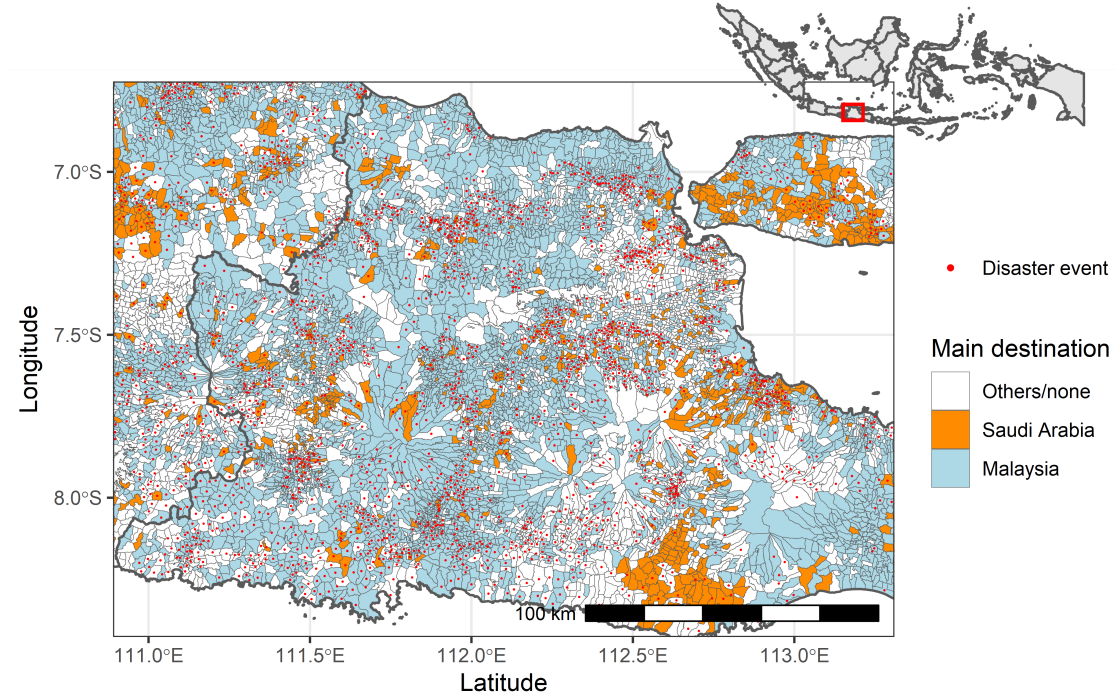 7.0°S
7.5°S
8.0°S
Longitude
100 km
111.0°E
111.5°E
112.0°E
112.5°E
113.0°E
Latitude
Disaster event
Main destination
Others/none
Saudi Arabia
Malaysia